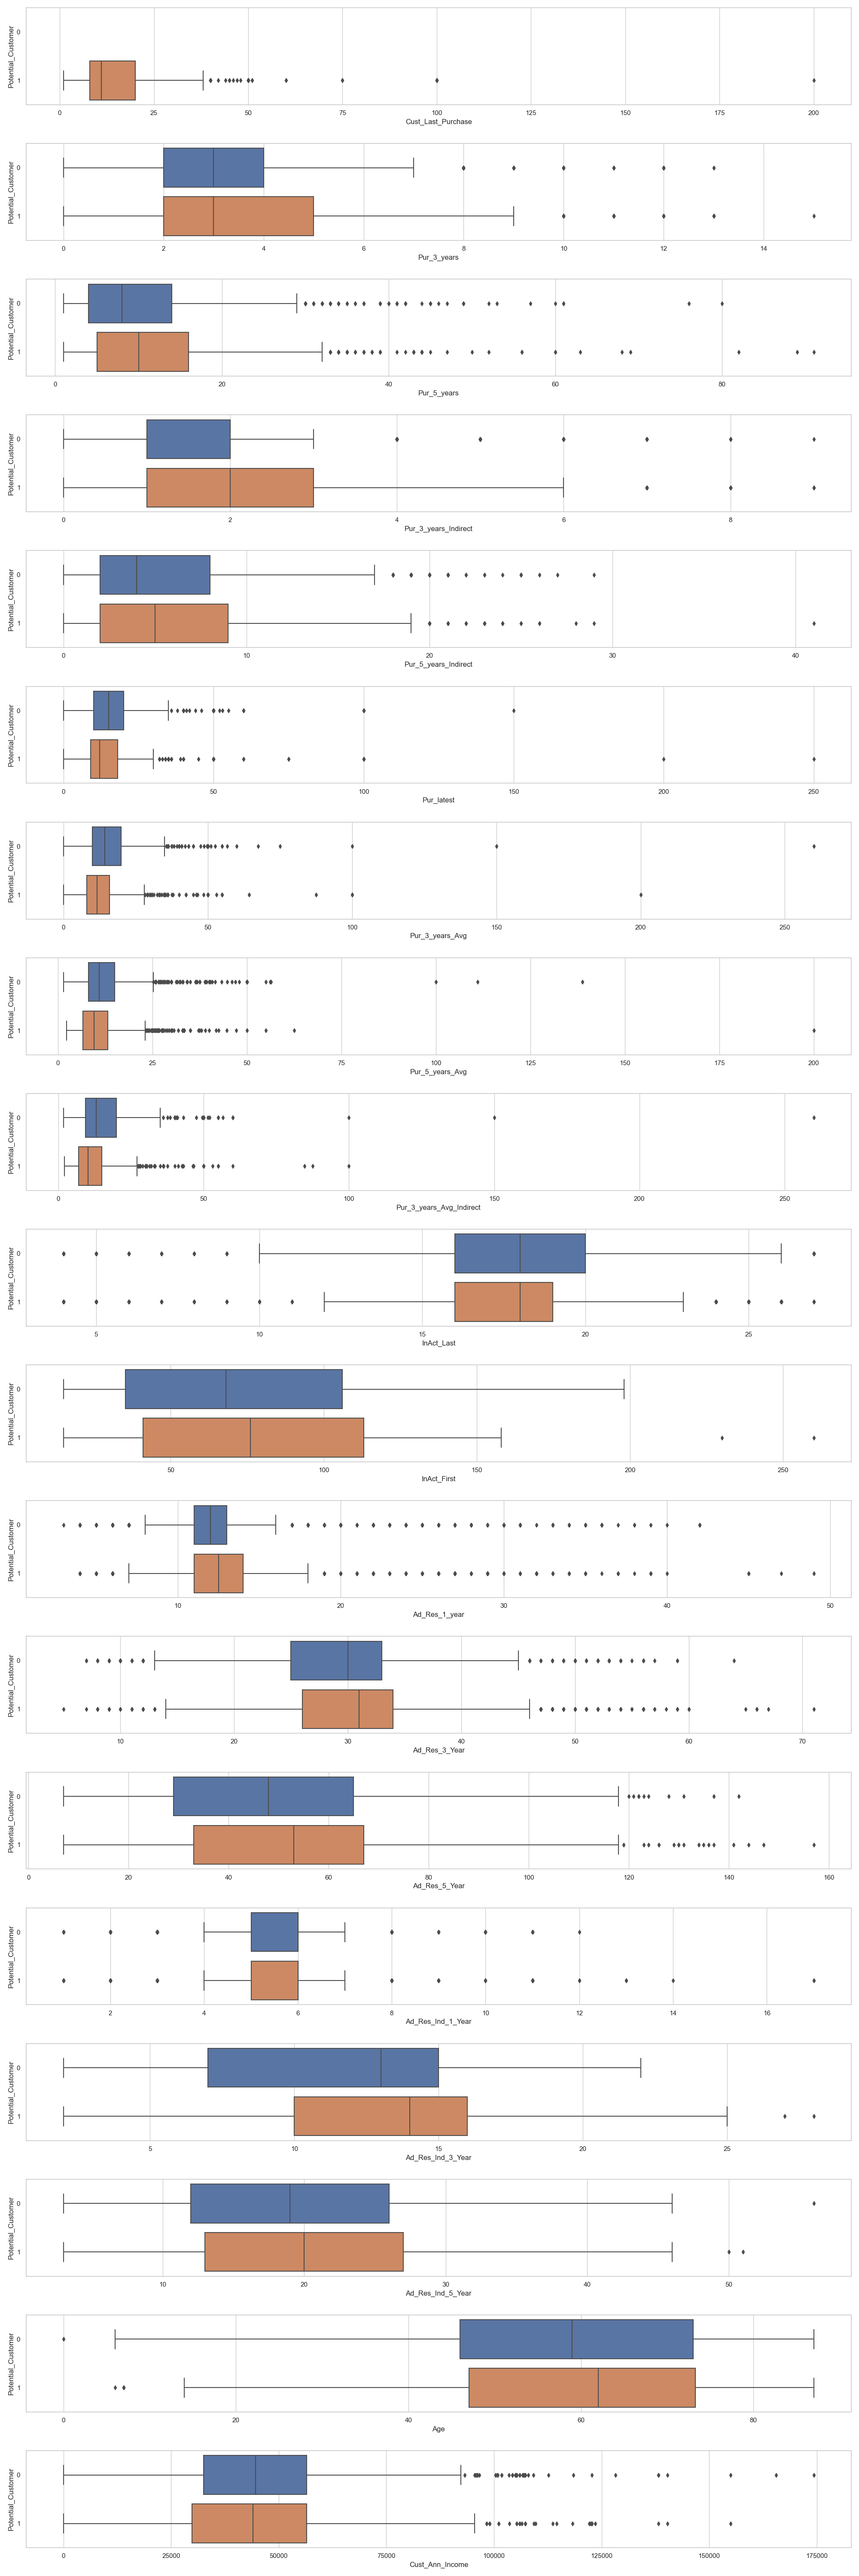 Potential_Customer
0
1
0 25 50 75 100 125 150 175 200
Cust_Last_Purchase
Potential_Customer
0
1
0 2 4 6 8 10 12 14
Pur_3_years
Potential_Customer
0
1
0 20 40 60 80
Pur_5_years
Potential_Customer
0
1
0 2 4 6 8
Pur_3_years_Indirect
Potential_Customer
0
1
0 10 20 30 40
Pur_5_years_Indirect
Potential_Customer
0
1
0 50 100 150 200 250
Pur_latest
Potential_Customer
0
1
0 50 100 150 200 250
Pur_3_years_Avg
Potential_Customer
0
1
0 25 50 75 100 125 150 175 200
Pur_5_years_Avg
Potential_Customer
0
1
0 50 100 150 200 250
Pur_3_years_Avg_Indirect
Potential_Customer
0
1
5 10 15 20 25
InAct_Last
Potential_Customer
0
1
50 100 150 200 250
InAct_First
Potential_Customer
0
1
10 20 30 40 50
Ad_Res_1_year
Potential_Customer
0
1
10 20 30 40 50 60 70
Ad_Res_3_Year
Potential_Customer
0
1
0 20 40 60 80 100 120 140 160
Ad_Res_5_Year
Potential_Customer
0
1
2 4 6 8 10 12 14 16
Ad_Res_Ind_1_Year
Potential_Customer
0
1
5 10 15 20 25
Ad_Res_Ind_3_Year
Potential_Customer
0
1
10 20 30 40 50
Ad_Res_Ind_5_Year
Potential_Customer
0
1
0 20 40 60 80
Age
Potential_Customer
0
1
0 25000 50000 75000 100000 125000 150000 175000
Cust_Ann_Income